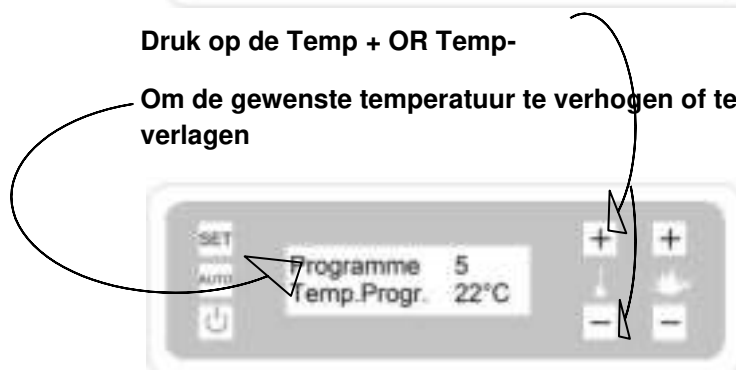 Druk op de Temp + OR Temp-
Om de gewenste temperatuur te verhogen of te
verlagen
SET
AUTO
Programme 5
Temp.Progr. 22°C
+ +
− −